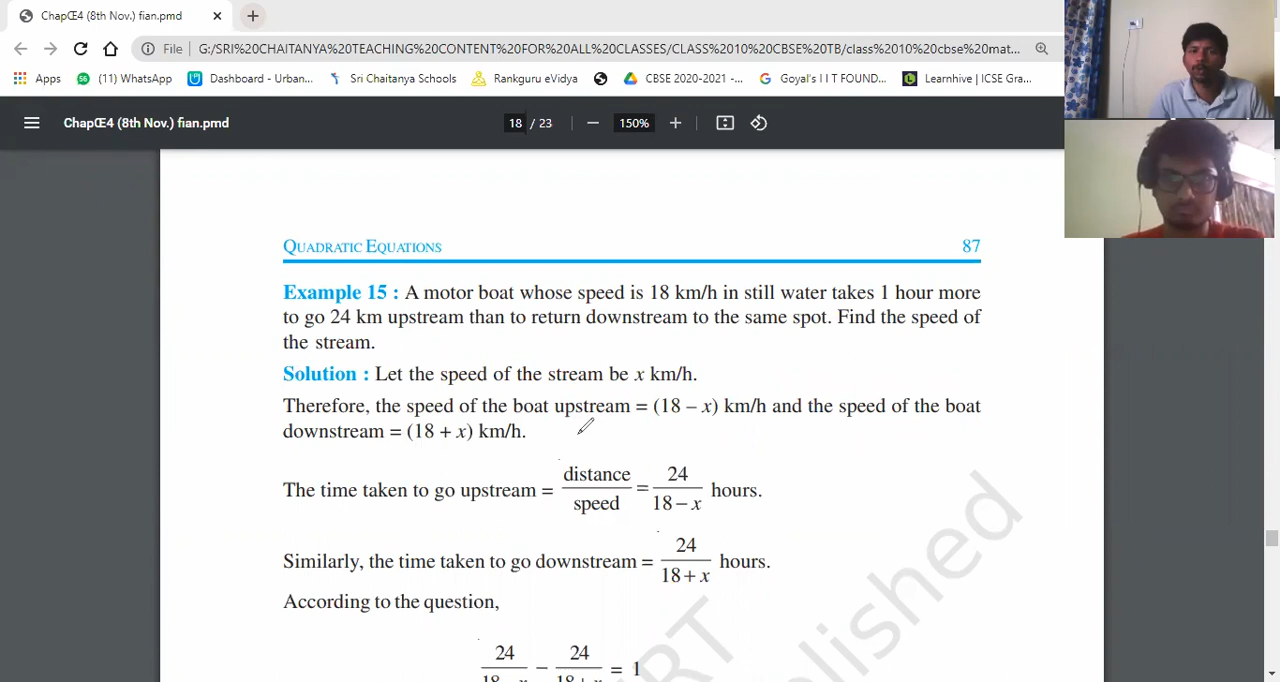 ChapŒ4 (8th Nov.) fian.pmd
File G:/SRI%20CHAITANYA%20TEACHING%20CONTENT%20FOR%20ALL%20CLASSES/CLASS%2010%20CBSE%20TB/class%2010%20cbse%20mat...
Apps (11) WhatsApp Dashboard - Urban... Sri Chaitanya Schools Rankguru eVidya CBSE 2020-2021 -... Goyal's I I T FOUND... Learnhive | ICSE Gra...
ChapŒ4 (8th Nov.) fian.pmd 18 / 23 150%
QUADRATIC EQUATIONS 87
Example 15 : A motor boat whose speed is 18 km/h in still water takes 1 hour more
to go 24 km upstream than to return downstream to the same spot. Find the speed of
the stream.
Solution : Let the speed of the stream be x km/h.
Therefore, the speed of the boat upstream = (18 – x) km/h and the speed of the boat
downstream = (18 + x) km/h.
The time taken to go upstream = distance/speed = 24/(18 – x) hours.
Similarly, the time taken to go downstream = 24/(18 + x) hours.
According to the question,
24/(18 – x) – 24/(18 + x) = 1